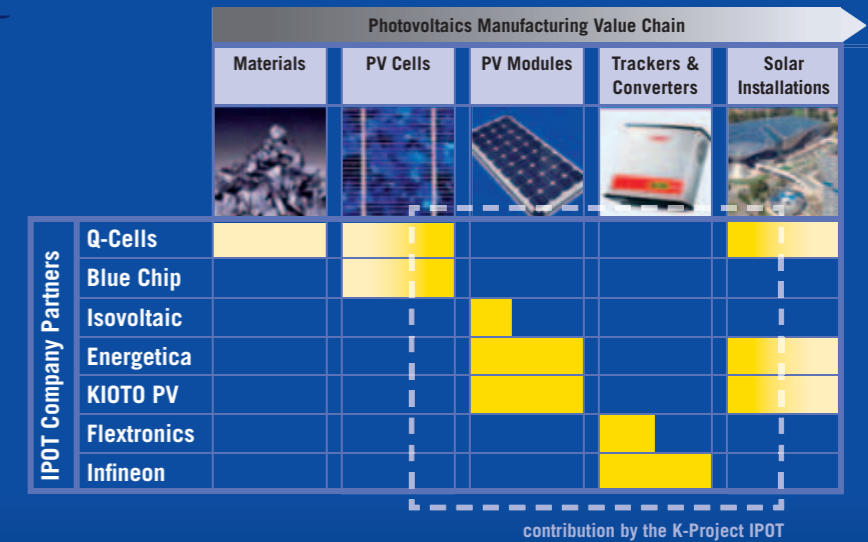 Photovoltaics Manufacturing Value Chain
Materials
PV Cells
PV Modules
Trackers &
Converters
Solar
Installations
IPOT Company Partners
Q-Cells
Blue Chip
Isovoltaic
Energetica
KIOTO PV
Flextronics
Infineon
contribution by the K-Project IPOT